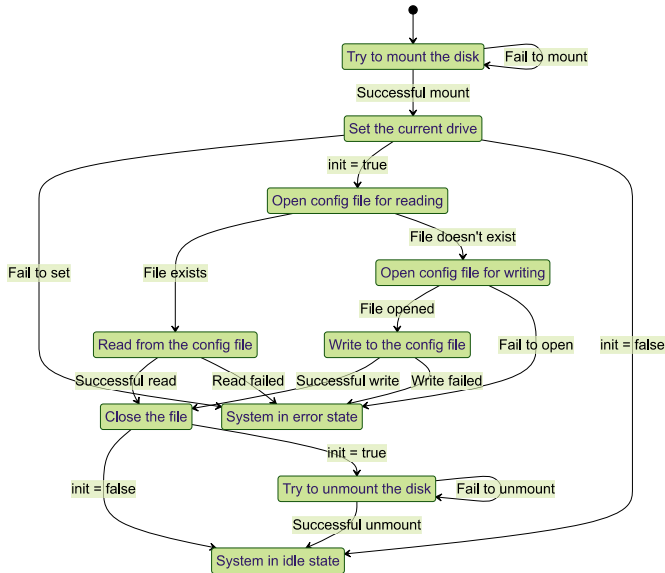 Try to mount the disk
Fail to mount
Successful mount
Set the current drive
init = true
Open config file for reading
File doesn't exist
Fail to set
File exists
Open config file for writing
File opened
Read from the config file
Write to the config file
Fail to open
init = false
Successful read
Read failed
Successful write
Write failed
Close the file
System in error state
init = true
init = false
Try to unmount the disk
Fail to unmount
Successful unmount
System in idle state